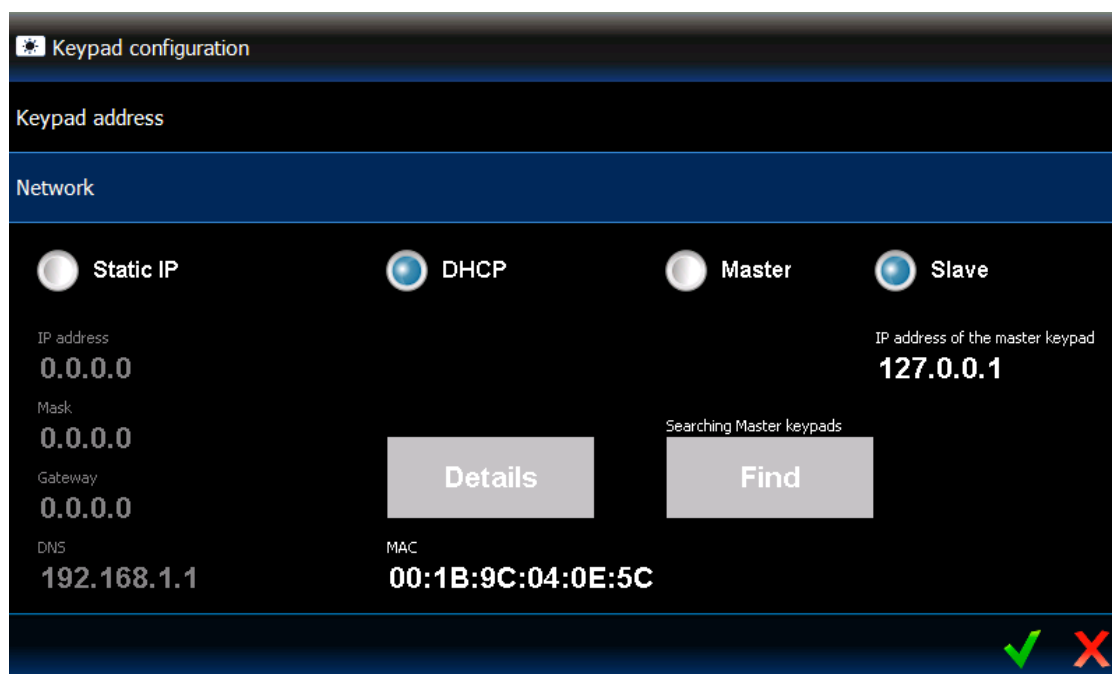 Keypad configuration
Keypad address
Network
Static IP
DHCP
Master
Slave
IP address
0.0.0.0
IP address of the master keypad
127.0.0.1
Mask
0.0.0.0
Searching Master keypads
Gateway
0.0.0.0
Details
Find
DNS
192.168.1.1
MAC
00:1B:9C:04:0E:5C